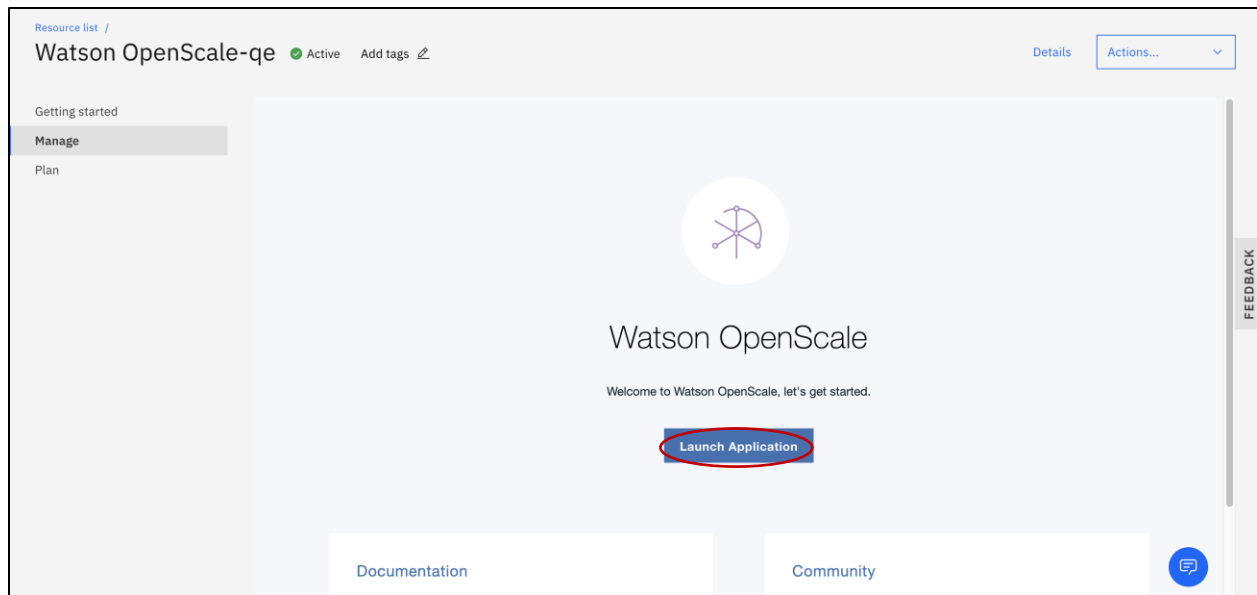 Resource list /
Watson OpenScale-qe Active Add tags
Details Actions...
Getting started
Manage
Plan
Watson OpenScale
Welcome to Watson OpenScale, let's get started.
Launch Application
Documentation Community
FEEDBACK